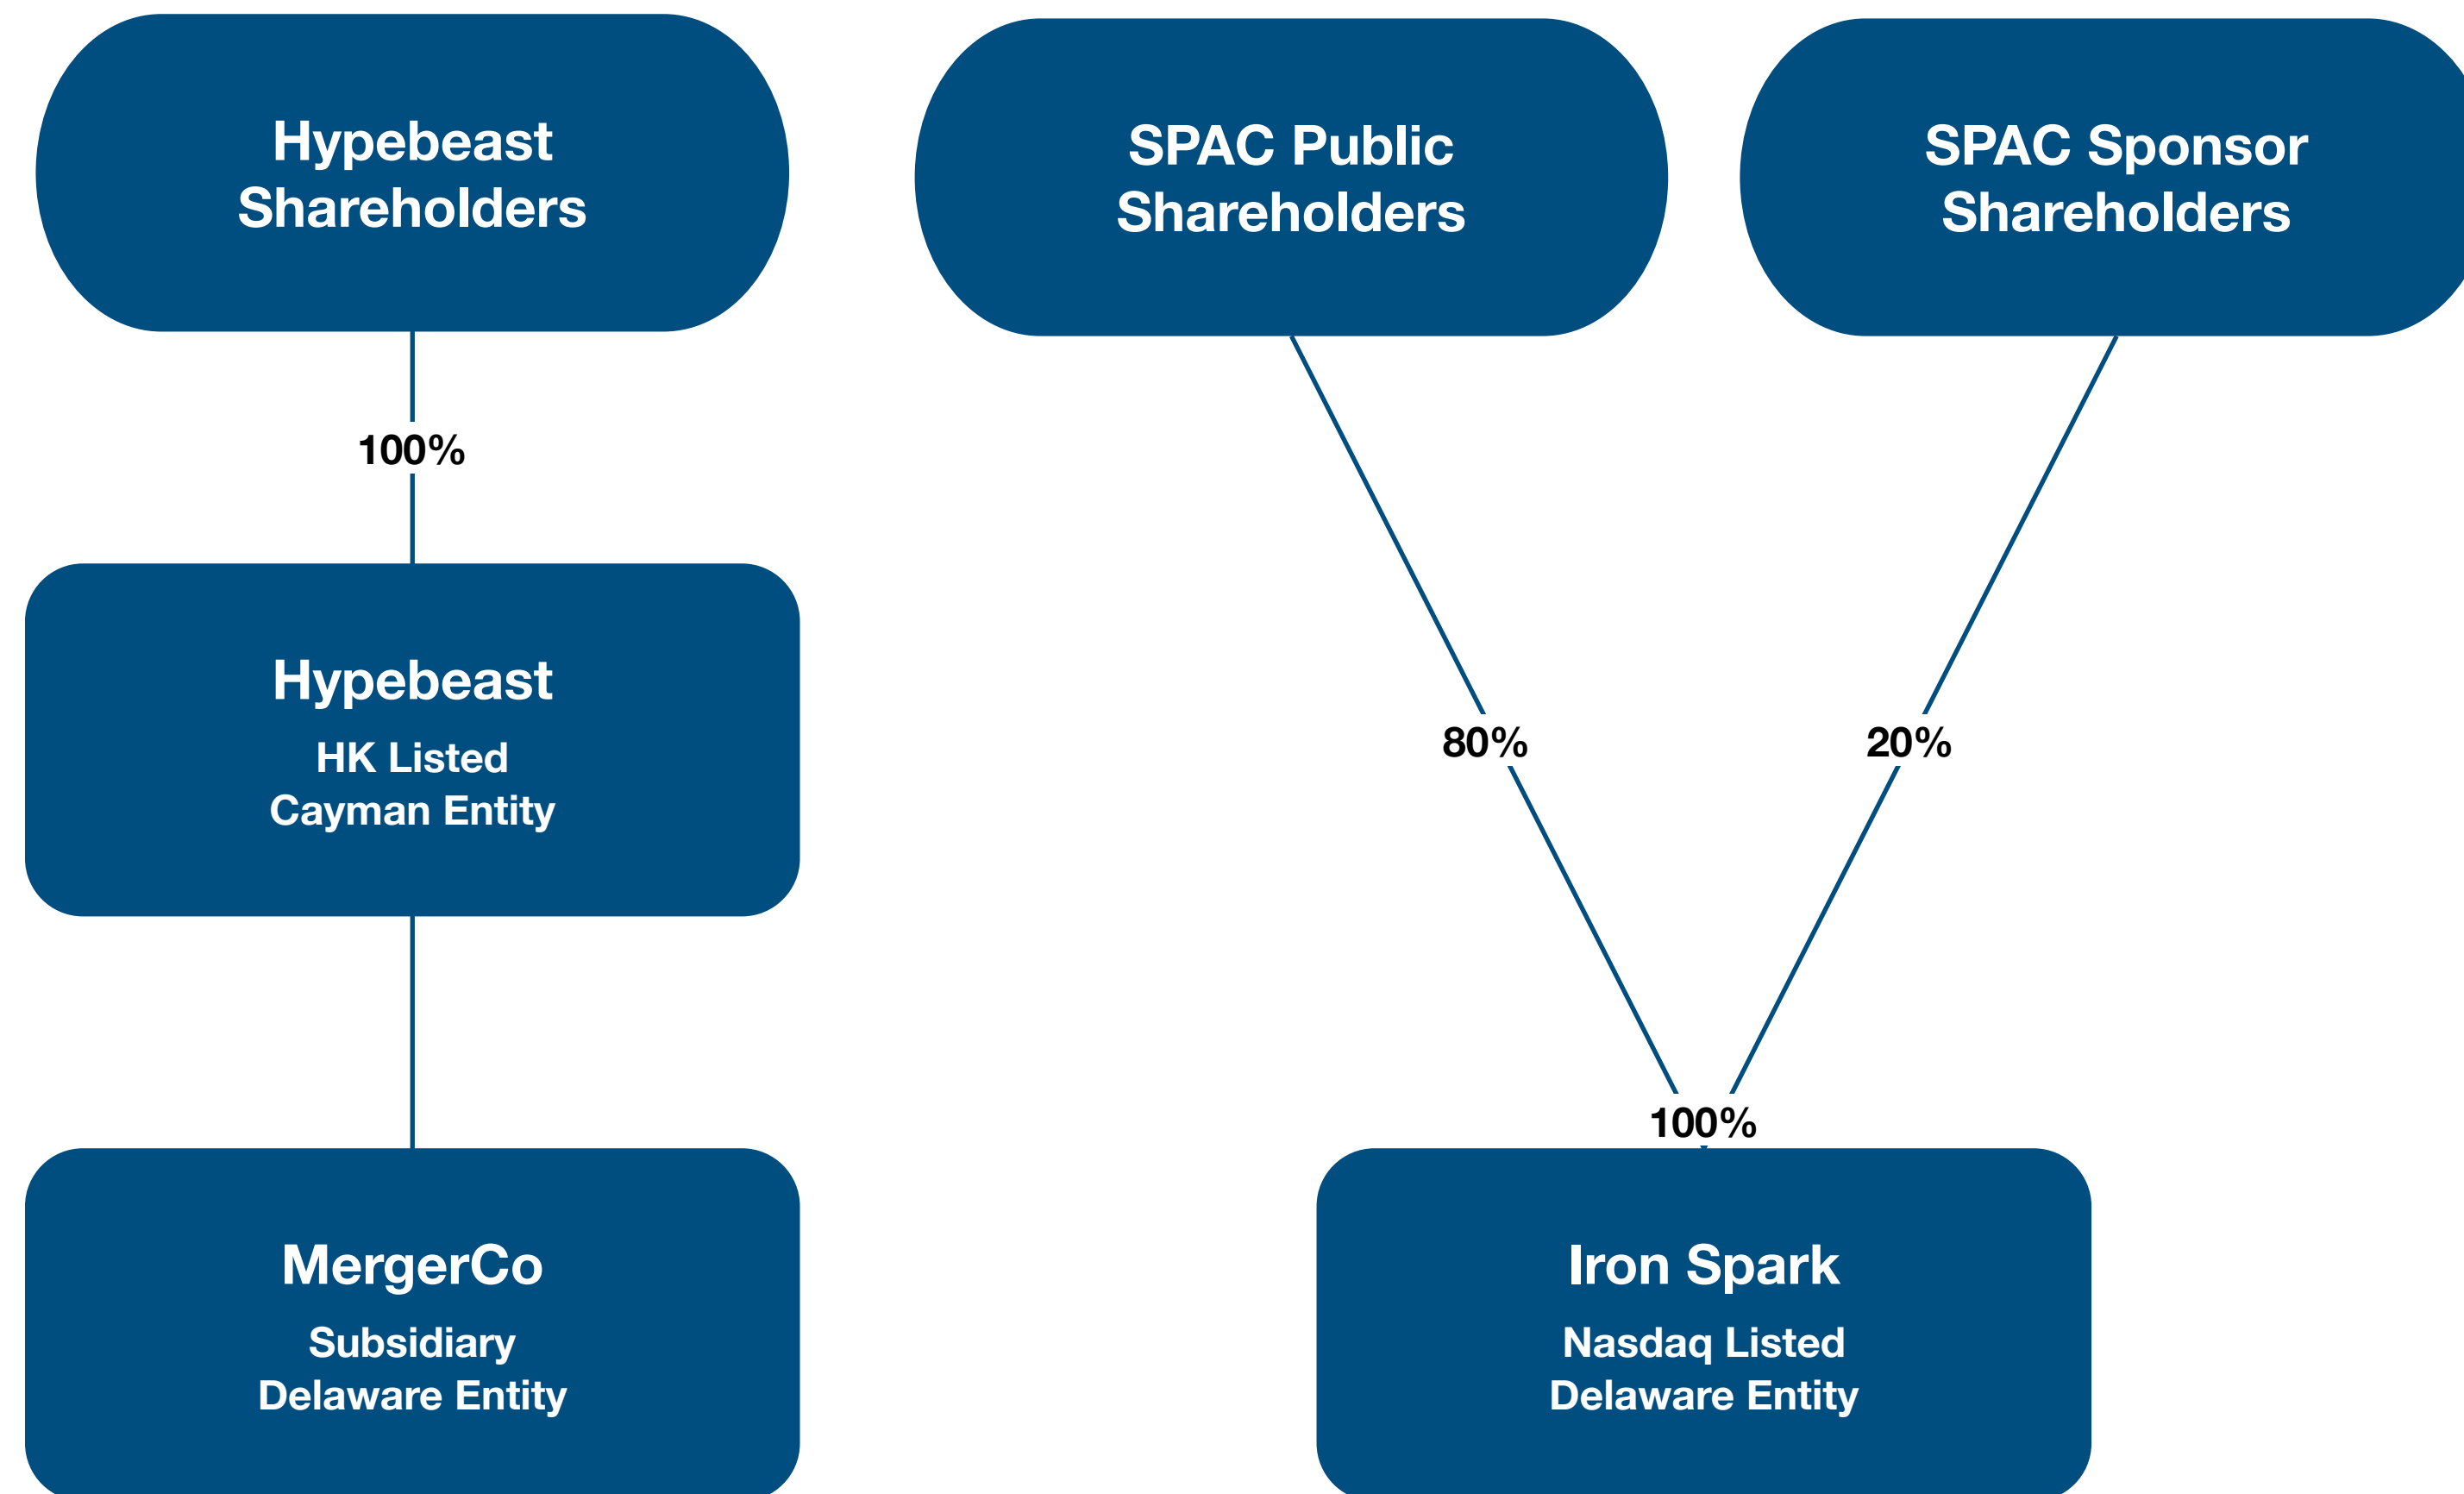 Hypebeast
Shareholders
SPAC Public
Shareholders
SPAC Sponsor
Shareholders
100%
Hypebeast
HK Listed
Cayman Entity
80%
20%
100%
MergerCo
Subsidiary
Delaware Entity
Iron Spark
Nasdaq Listed
Delaware Entity